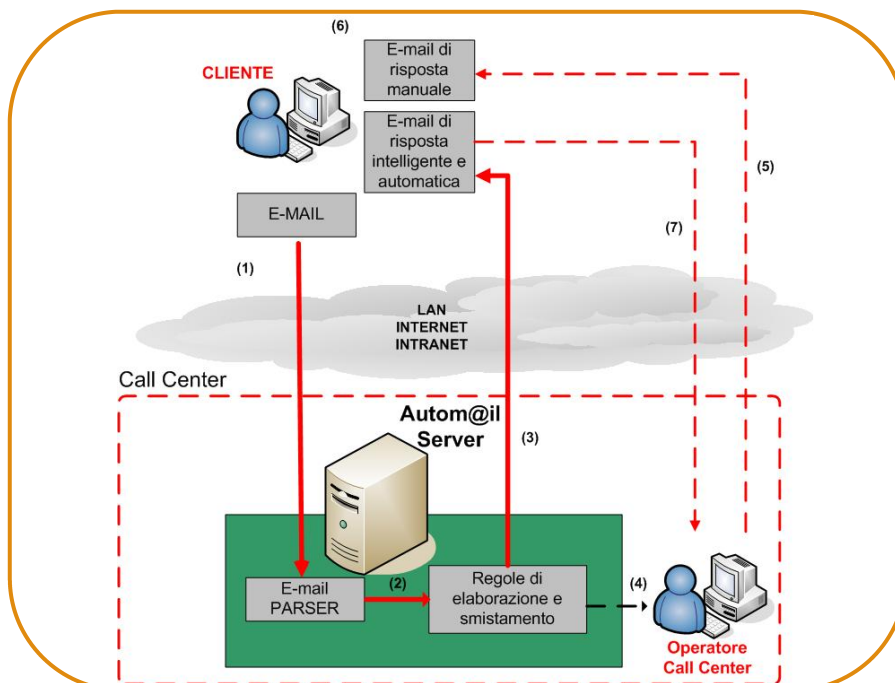 (6)
CLIENTE
E-mail di
risposta
manuale
E-mail di
risposta
intelligente e
automatica
(5)
E-MAIL
(7)
(1)
LAN
INTERNET
INTRANET
Call Center
Autom@il
Server
(3)
E-mail
PARSER
(2)
Regole di
elaborazione e
smistamento
(4)
Operatore
Call Center